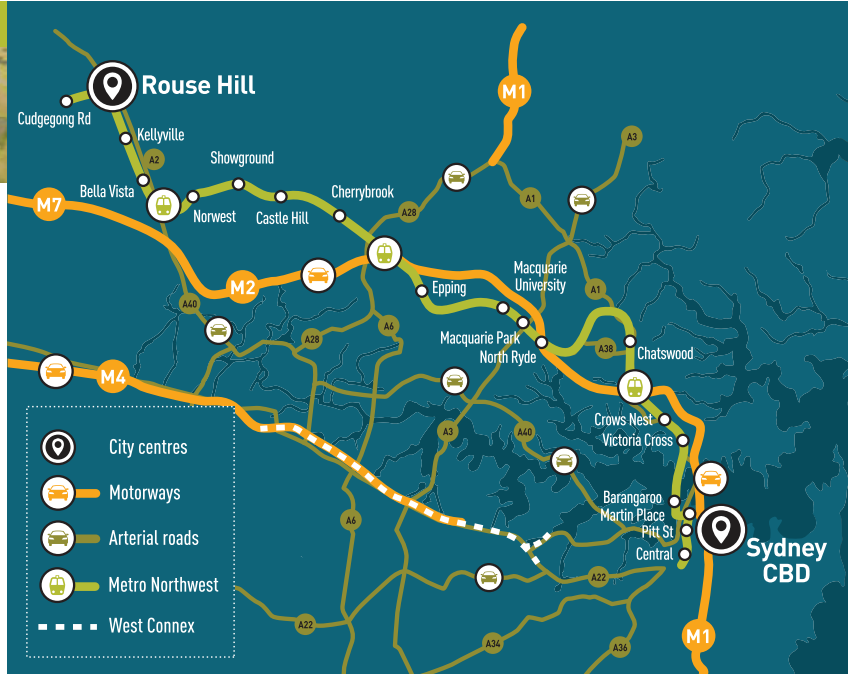 M1
Rouse Hill
Cudgegong Rd
Kellyville
A3
Showground
A2
Bella Vista
Cherrybrook
M7
Norwest
Castle Hill
A28
A1
Macquarie
University
M2
Epping
A1
A40
A6
A28
Macquarie Park
North Ryde
A38
Chatswood
M4
Crows Nest
Victoria Cross
A3
A40
City centres
Motorways
Arterial roads
Metro Northwest
West Connex
Barangaroo
Martin Place
Pitt St
Central
A6
Sydney
CBD
A22
A22
A34
A36
M1